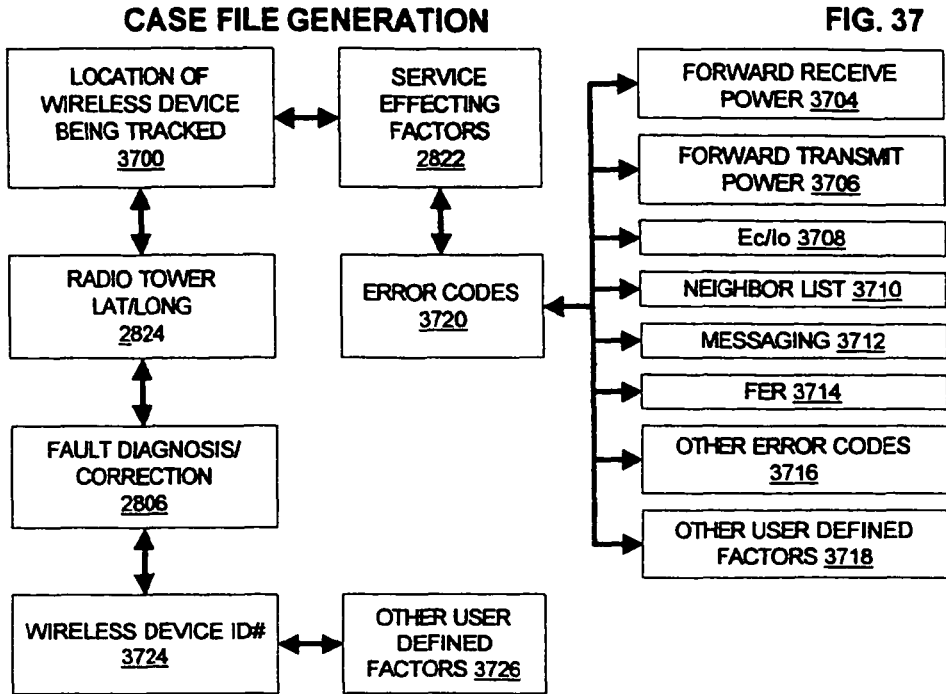 CASE FILE GENERATION
FIG. 37
LOCATION OF
WIRELESS DEVICE
BEING TRACKED
3700
SERVICE
EFFECTING
FACTORS
2822
RADIO TOWER
LAT/LONG
2824
ERROR CODES
3720
FAULT DIAGNOSIS/
CORRECTION
2806
WIRELESS DEVICE ID#
3724
OTHER USER
DEFINED
FACTORS 3726
FORWARD RECEIVE
POWER 3704
FORWARD TRANSMIT
POWER 3706
Ec/Io 3708
NEIGHBOR LIST 3710
MESSAGING 3712
FER 3714
OTHER ERROR CODES
3716
OTHER USER DEFINED
FACTORS 3718